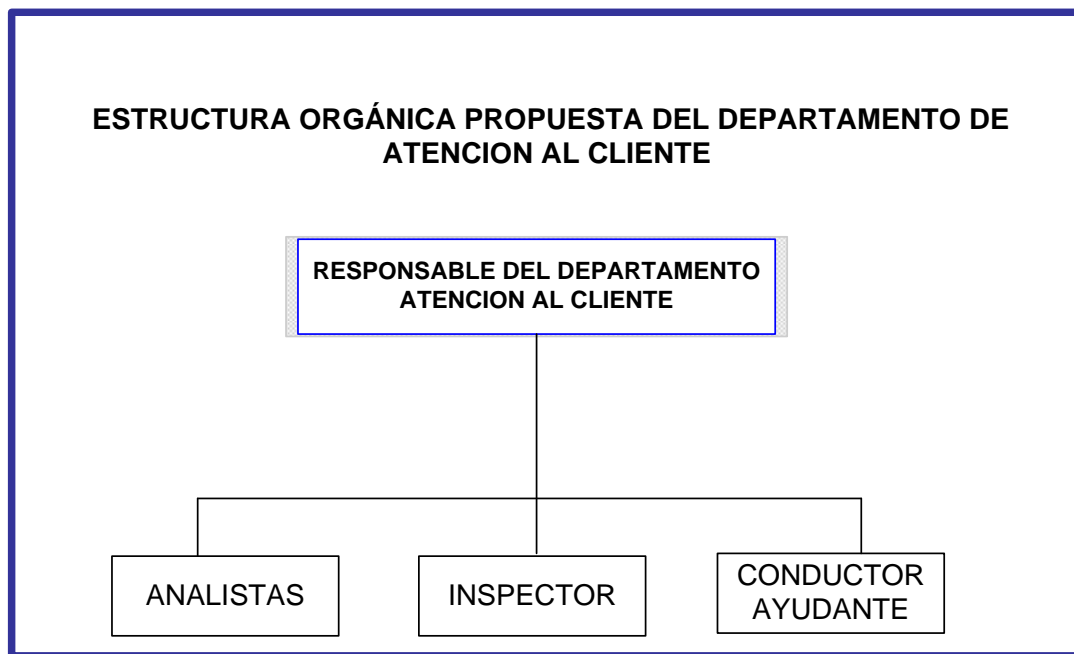 ESTRUCTURA ORGÁNICA PROPUESTA DEL DEPARTAMENTO DE
ATENCION AL CLIENTE
RESPONSABLE DEL DEPARTAMENTO
ATENCION AL CLIENTE
ANALISTAS
INSPECTOR
CONDUCTOR
AYUDANTE